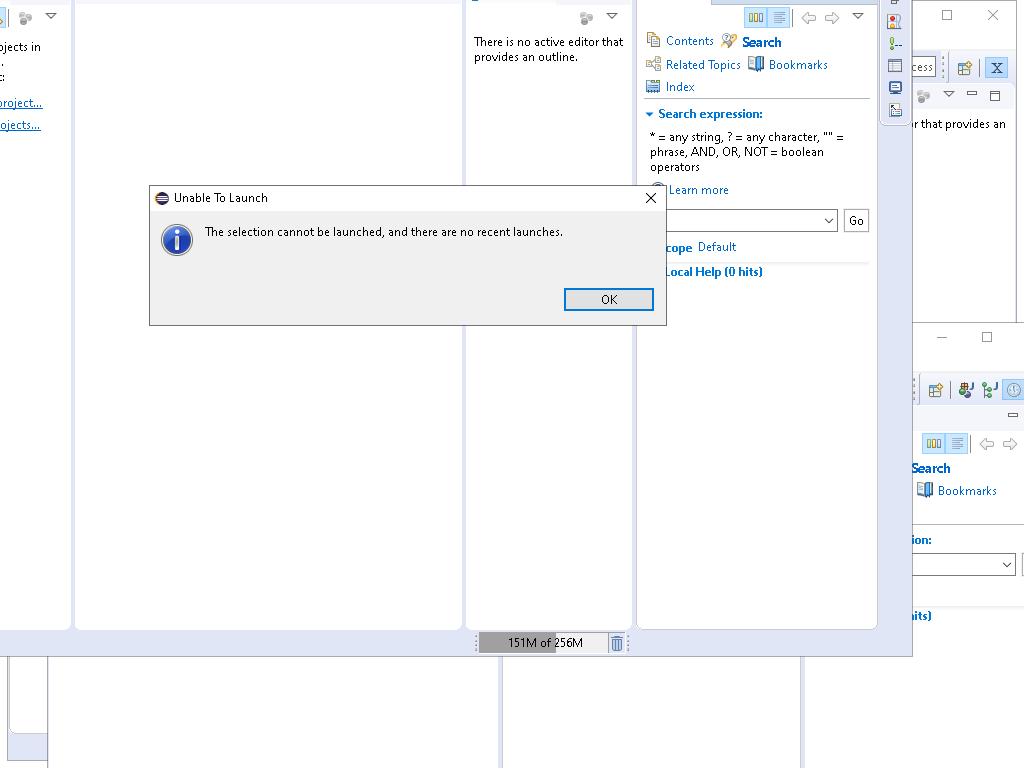 ojects in
project...
ojects...
There is no active editor that
provides an outline.
Contents
Search
Related Topics
Bookmarks
Index
Search expression:
* = any string, ? = any character, "" =
phrase, AND, OR, NOT = boolean
operators
Learn more
Go
cope
Default
Local Help (0 hits)
Unable To Launch
The selection cannot be launched, and there are no recent launches.
OK
151M of 256M
cess
X
r that provides an
Search
Bookmarks
ion:
hits)